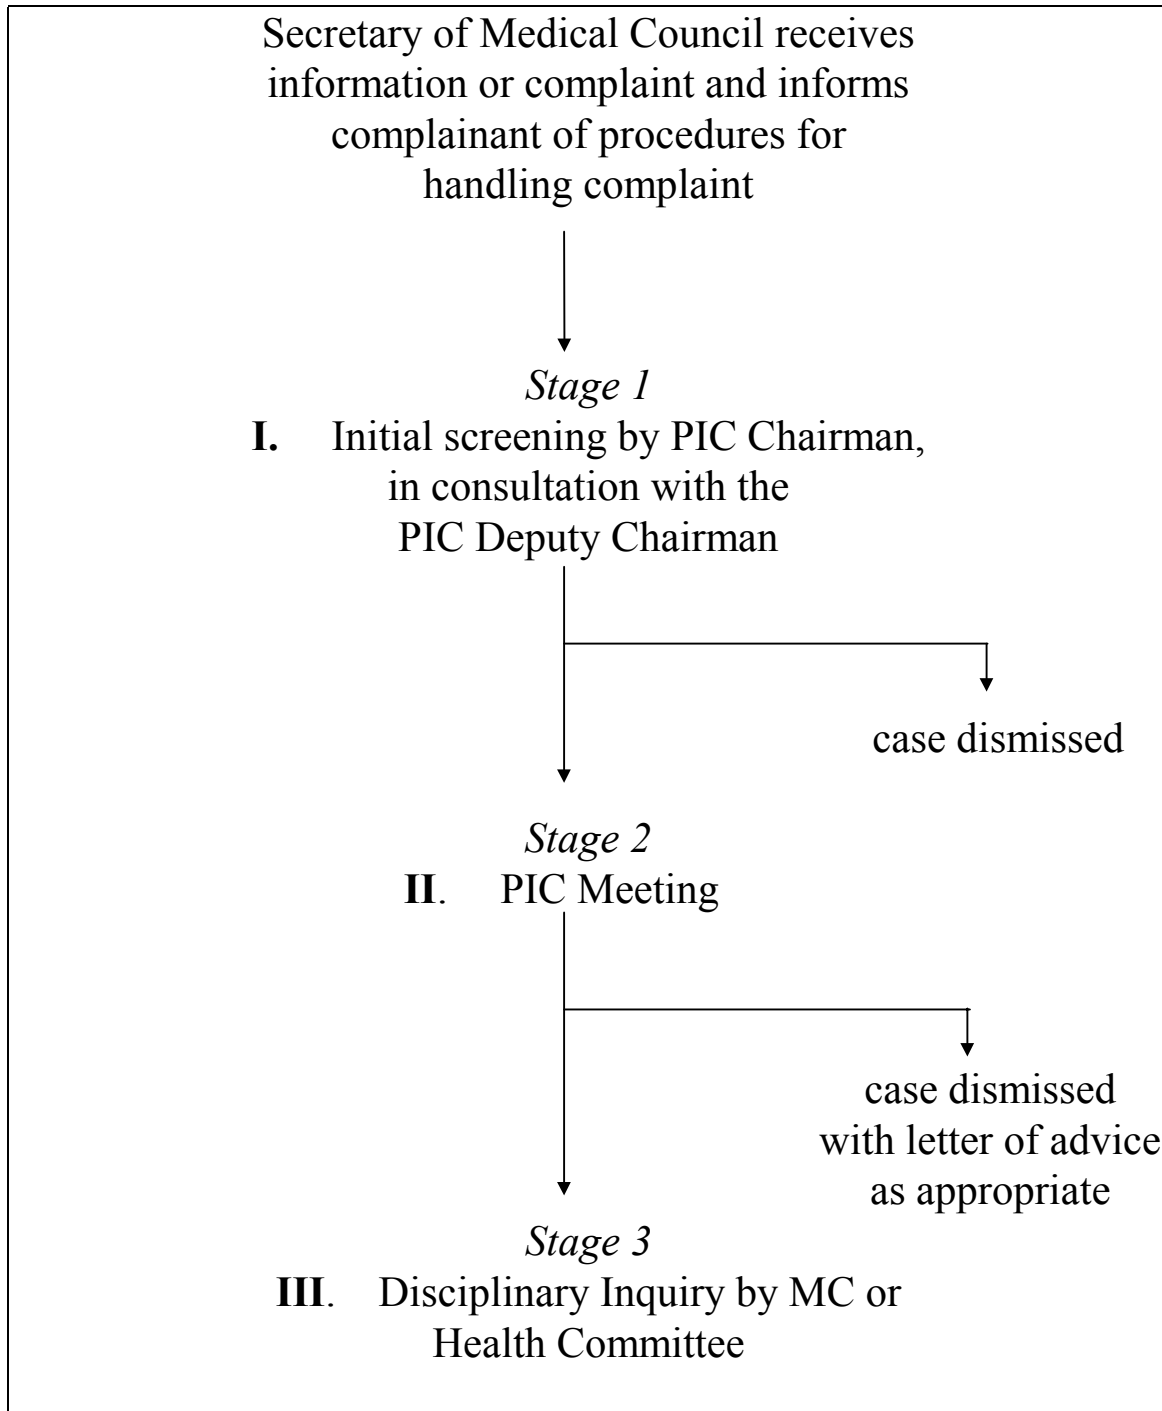 Secretary of Medical Council receives
information or complaint and informs
complainant of procedures for
handling complaint
Stage 1
I. Initial screening by PIC Chairman,
in consultation with the
PIC Deputy Chairman
case dismissed
Stage 2
II. PIC Meeting
case dismissed
with letter of advice
as appropriate
Stage 3
III. Disciplinary Inquiry by MC or
Health Committee